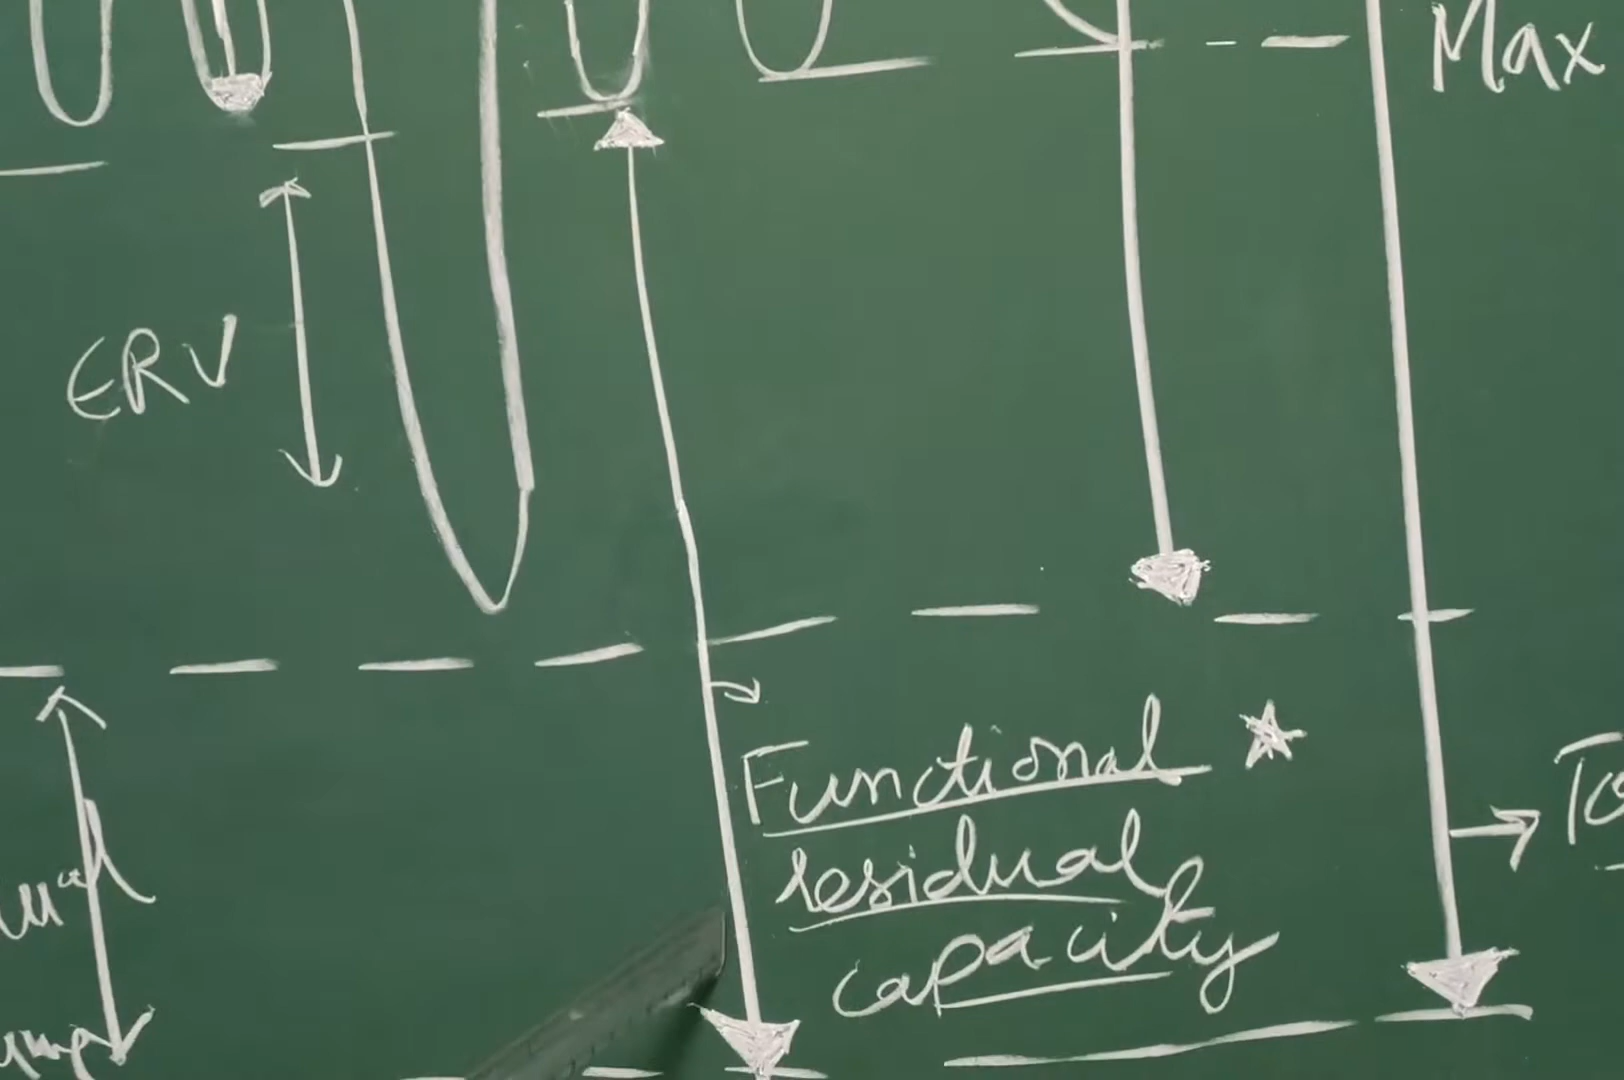 Max
ERV
Functional
residual
capacity